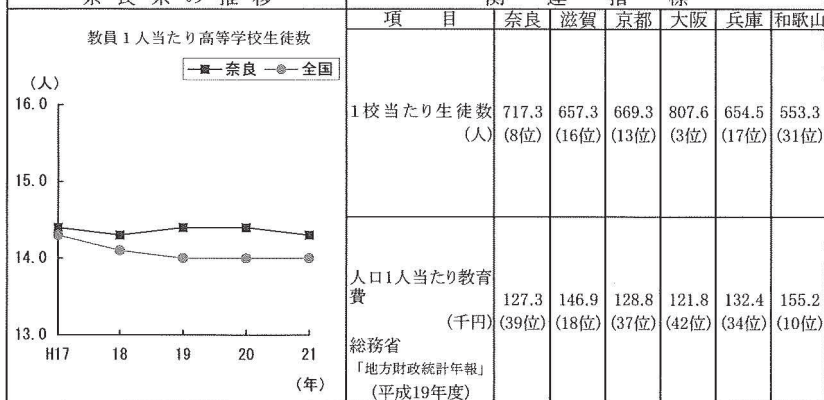 奈良県の推移
関連指標
教員1人当たり高等学校生徒数
奈良 全国
(人)
16.0
15.0
14.0
13.0
H17 18 19 20 21
(年)
項 目 奈良 滋賀 京都 大阪 兵庫 和歌山
1校当たり生徒数 717.3 657.3 669.3 807.6 654.5 553.3
(人) (8位) (16位) (13位) (3位) (17位) (31位)
人口1人当たり教育
費 127.3 146.9 128.8 121.8 132.4 155.2
(千円) (39位) (18位) (37位) (42位) (34位) (10位)
総務省
「地方財政統計年報」
(平成19年度)